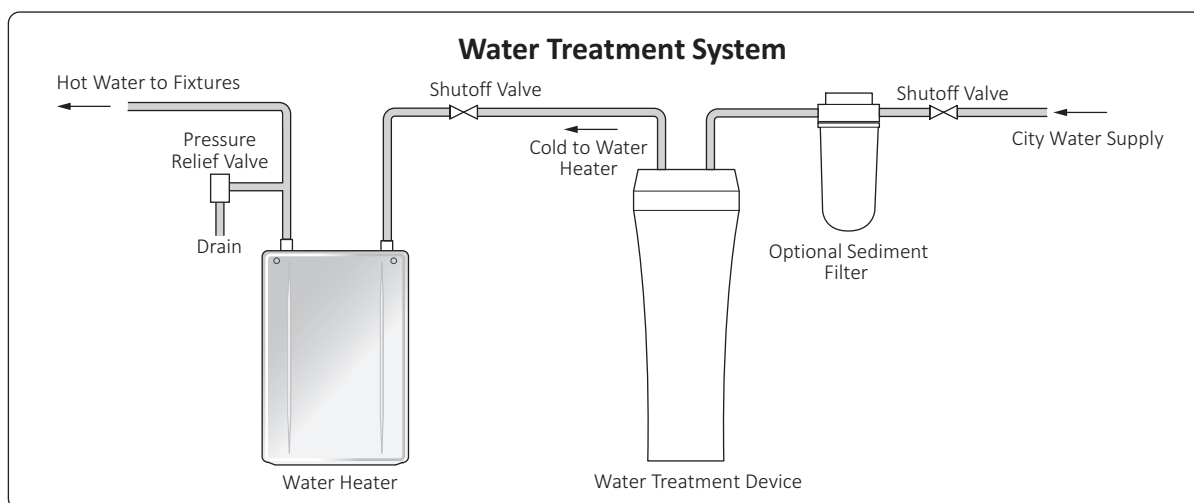 Water Treatment System
Hot Water to Fixtures
Shutoff Valve
Shutoff Valve
Pressure
Relief Valve
Cold to Water
Heater
City Water Supply
Drain
Optional Sediment
Filter
Water Heater
Water Treatment Device